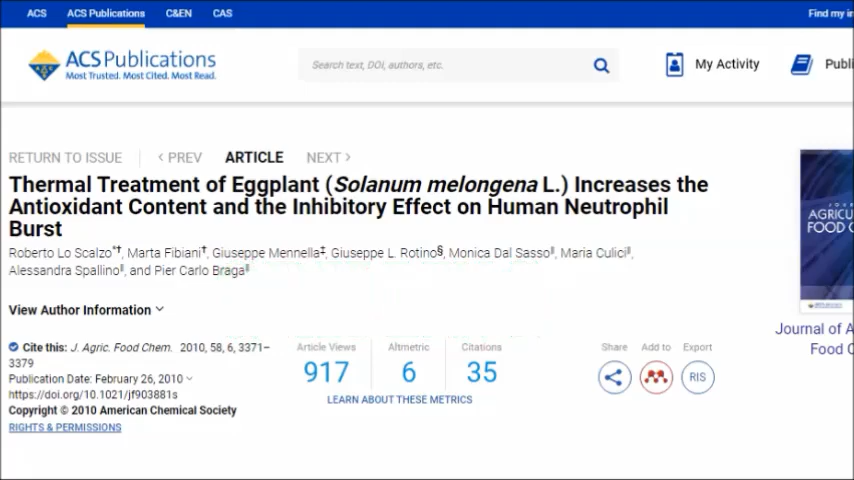 ACS ACS Publications C&EN CAS Find my in
ACS Publications
Most Trusted. Most Cited. Most Read.
Search text, DOI, authors, etc.
My Activity
Publi
RETURN TO ISSUE < PREV ARTICLE NEXT >
Thermal Treatment of Eggplant (Solanum melongena L.) Increases the
Antioxidant Content and the Inhibitory Effect on Human Neutrophil
Burst
Roberto Lo Scalzo*†, Marta Fibiani†, Giuseppe Mennella‡, Giuseppe L. Rotino§, Monica Dal Sasso∥, Maria Culici∥,
Alessandra Spallino∥, and Pier Carlo Braga∥
View Author Information
Cite this: J. Agric. Food Chem. 2010, 58, 6, 3371–
3379
Publication Date: February 26, 2010
https://doi.org/10.1021/jf903881s
Copyright © 2010 American Chemical Society
RIGHTS & PERMISSIONS
Article Views Altmetric Citations
917 6 35
LEARN ABOUT THESE METRICS
Share Add to Export
RIS
AGRICU
FOOD C
Journal of A
Food C